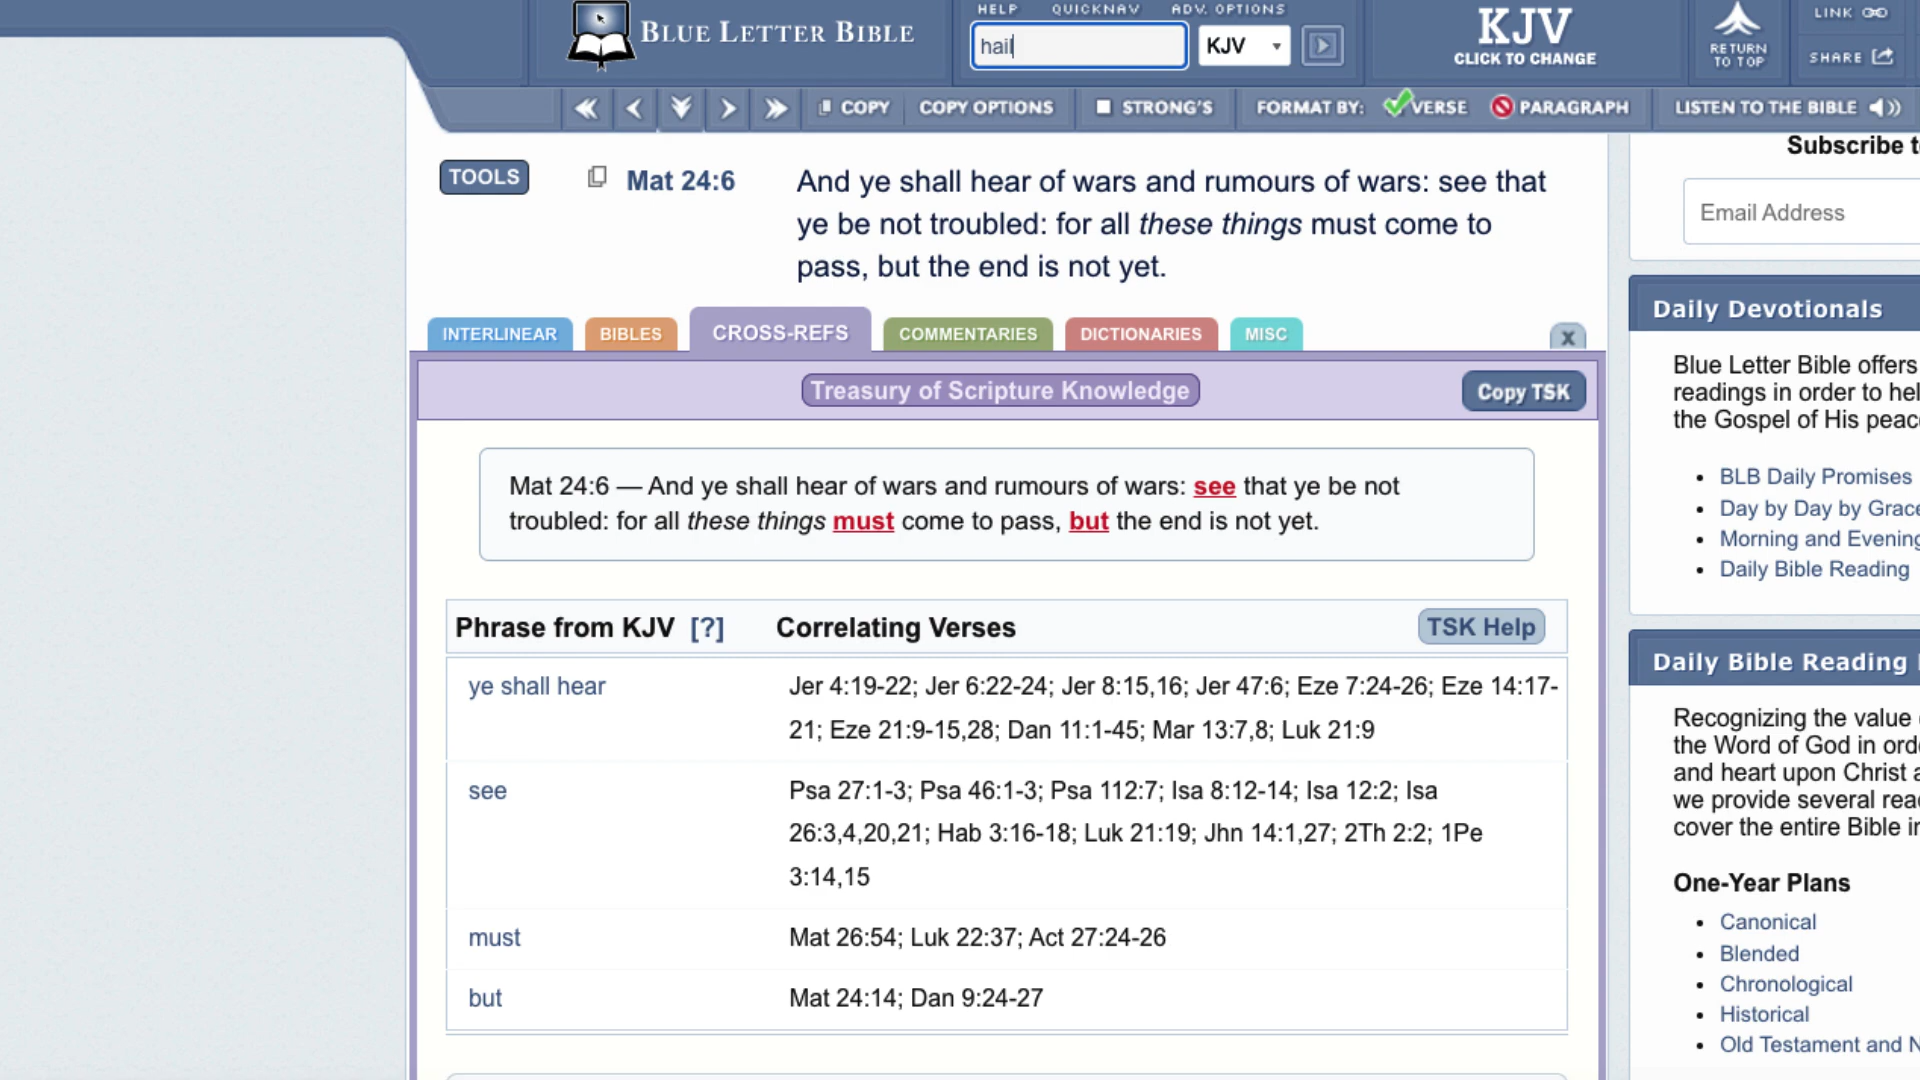 HELP QUICKNAV ADV. OPTIONS
BLUE LETTER BIBLE
hail
KJV
KJV
CLICK TO CHANGE
RETURN
TO TOP
LINK
SHARE
COPY
COPY OPTIONS
STRONG'S
FORMAT BY:
VERSE
PARAGRAPH
LISTEN TO THE BIBLE
TOOLS
Mat 24:6
And ye shall hear of wars and rumours of wars: see that
ye be not troubled: for all these things must come to
pass, but the end is not yet.
INTERLINEAR
BIBLES
CROSS-REFS
COMMENTARIES
DICTIONARIES
MISC
x
Treasury of Scripture Knowledge
Copy TSK
Mat 24:6 — And ye shall hear of wars and rumours of wars: see that ye be not
troubled: for all these things must come to pass, but the end is not yet.
Phrase from KJV [?]
Correlating Verses
TSK Help
ye shall hear
Jer 4:19-22; Jer 6:22-24; Jer 8:15,16; Jer 47:6; Eze 7:24-26; Eze 14:17-
21; Eze 21:9-15,28; Dan 11:1-45; Mar 13:7,8; Luk 21:9
see
Psa 27:1-3; Psa 46:1-3; Psa 112:7; Isa 8:12-14; Isa 12:2; Isa
26:3,4,20,21; Hab 3:16-18; Luk 21:19; Jhn 14:1,27; 2Th 2:2; 1Pe
3:14,15
must
Mat 26:54; Luk 22:37; Act 27:24-26
but
Mat 24:14; Dan 9:24-27
Subscribe t
Email Address
Daily Devotionals
Blue Letter Bible offers
readings in order to hel
the Gospel of His peac
• BLB Daily Promises
• Day by Day by Grace
• Morning and Evening
• Daily Bible Reading
Daily Bible Reading
Recognizing the value
the Word of God in ord
and heart upon Christ a
we provide several rea
cover the entire Bible i
One-Year Plans
• Canonical
• Blended
• Chronological
• Historical
• Old Testament and N